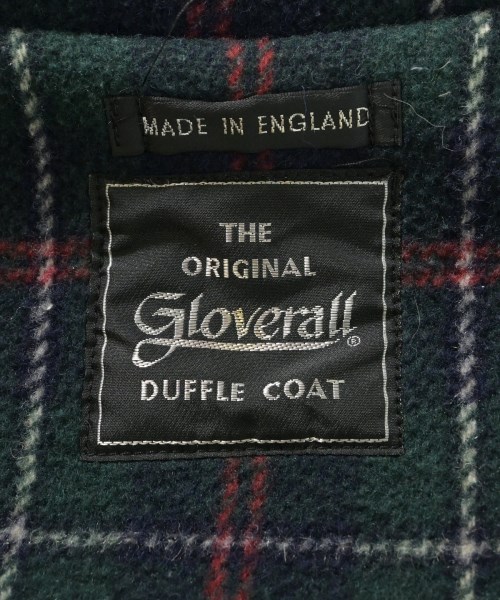 MADE IN ENGLAND
THE
ORIGINAL
Gloverall®
DUFFLE COAT